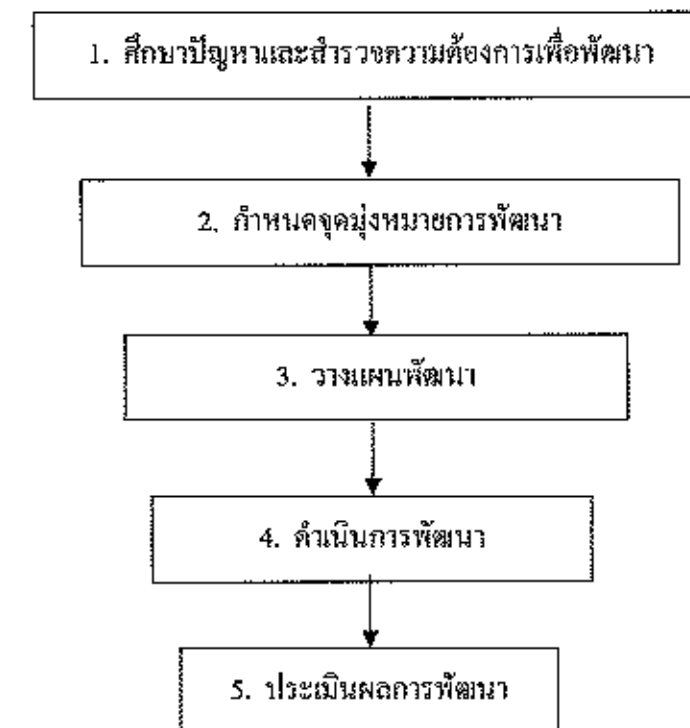 1. ศึกษาปัญหาและสำรวจความต้องการเพื่อพัฒนา
2. กำหนดจุดมุ่งหมายการพัฒนา
3. วางแผนพัฒนา
4. ดำเนินการพัฒนา
5. ประเมินผลการพัฒนา